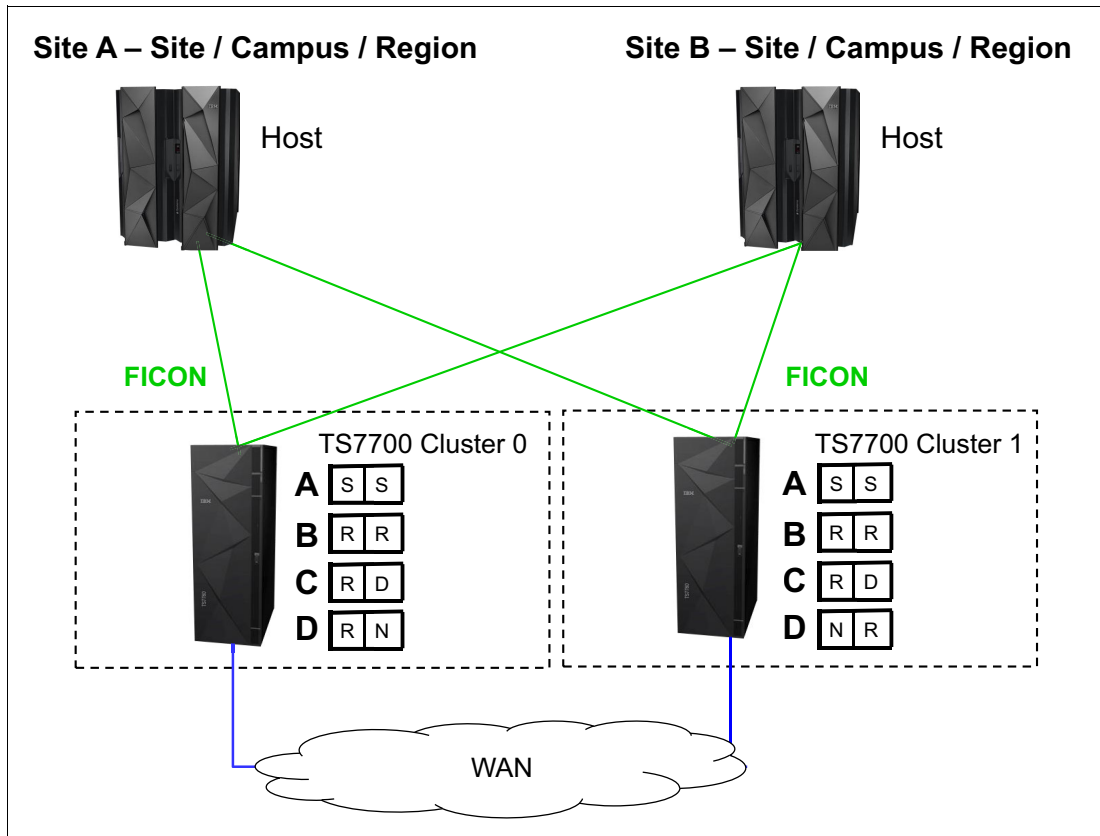 Site A – Site / Campus / Region
Site B – Site / Campus / Region
Host
Host
FICON
FICON
TS7700 Cluster 0
A S S
B R R
C R D
D R N
TS7700 Cluster 1
A S S
B R R
C R D
D N R
WAN